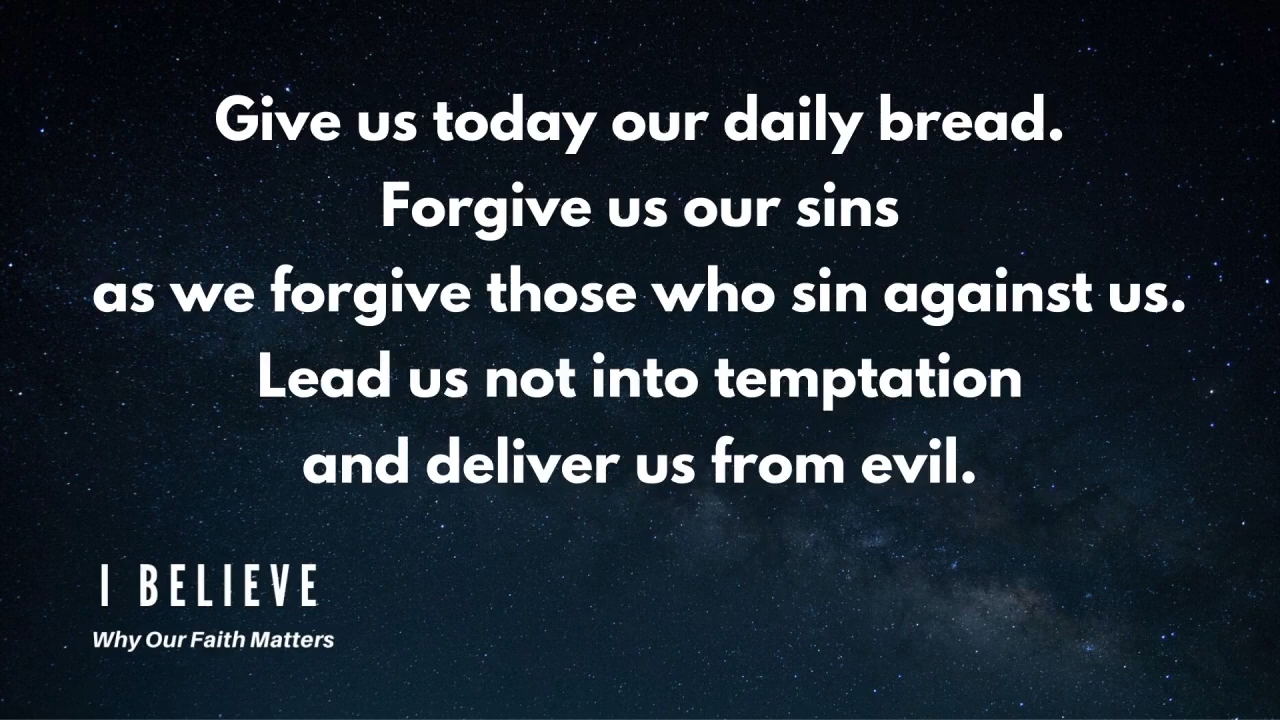 Give us today our daily bread.
Forgive us our sins
as we forgive those who sin against us.
Lead us not into temptation
and deliver us from evil.
I BELIEVE
Why Our Faith Matters